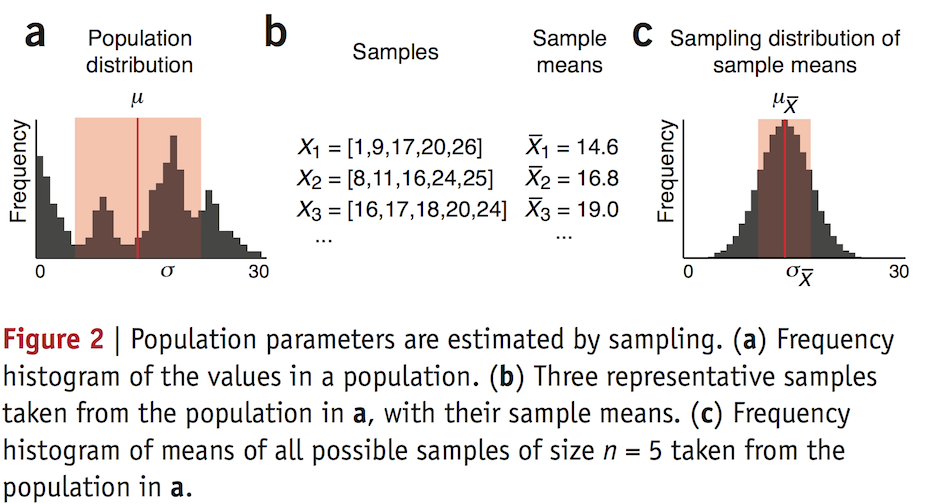 a Population distribution
μ
Frequency
0 σ 30
b Samples Sample means
X1 = [1,9,17,20,26] X̅1 = 14.6
X2 = [8,11,16,24,25] X̅2 = 16.8
X3 = [16,17,18,20,24] X̅3 = 19.0
... ...
c Sampling distribution of
sample means
μX̅
Frequency
0 σX̅ 30
Figure 2 | Population parameters are estimated by sampling. (a) Frequency
histogram of the values in a population. (b) Three representative samples
taken from the population in a, with their sample means. (c) Frequency
histogram of means of all possible samples of size n = 5 taken from the
population in a.